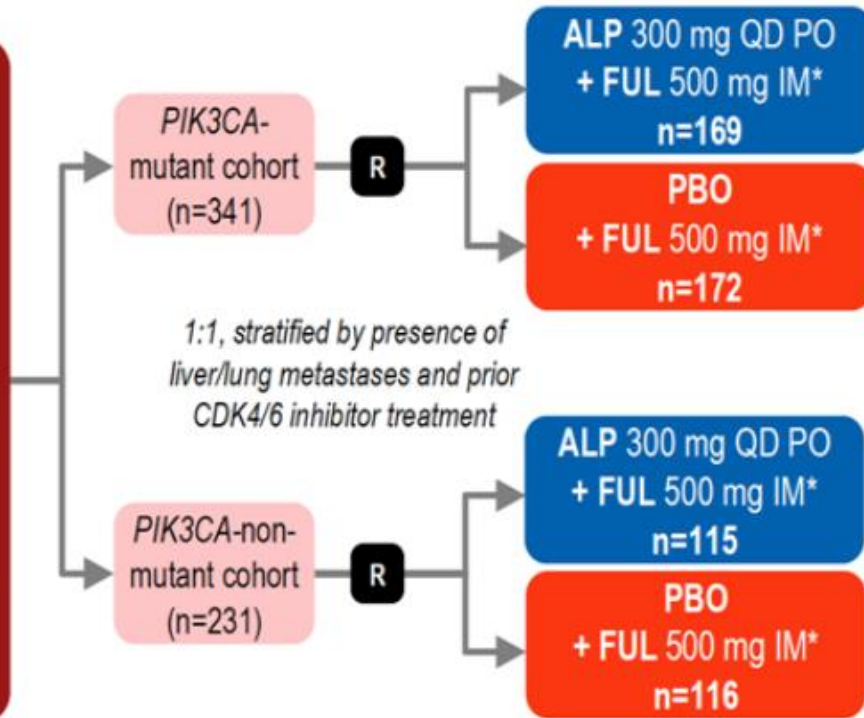 PIK3CA-
mutant cohort
(n=341)
R
ALP 300 mg QD PO
+ FUL 500 mg IM*
n=169
PBO
+ FUL 500 mg IM*
n=172
1:1, stratified by presence of
liver/lung metastases and prior
CDK4/6 inhibitor treatment
PIK3CA-non-
mutant cohort
(n=231)
R
ALP 300 mg QD PO
+ FUL 500 mg IM*
n=115
PBO
+ FUL 500 mg IM*
n=116